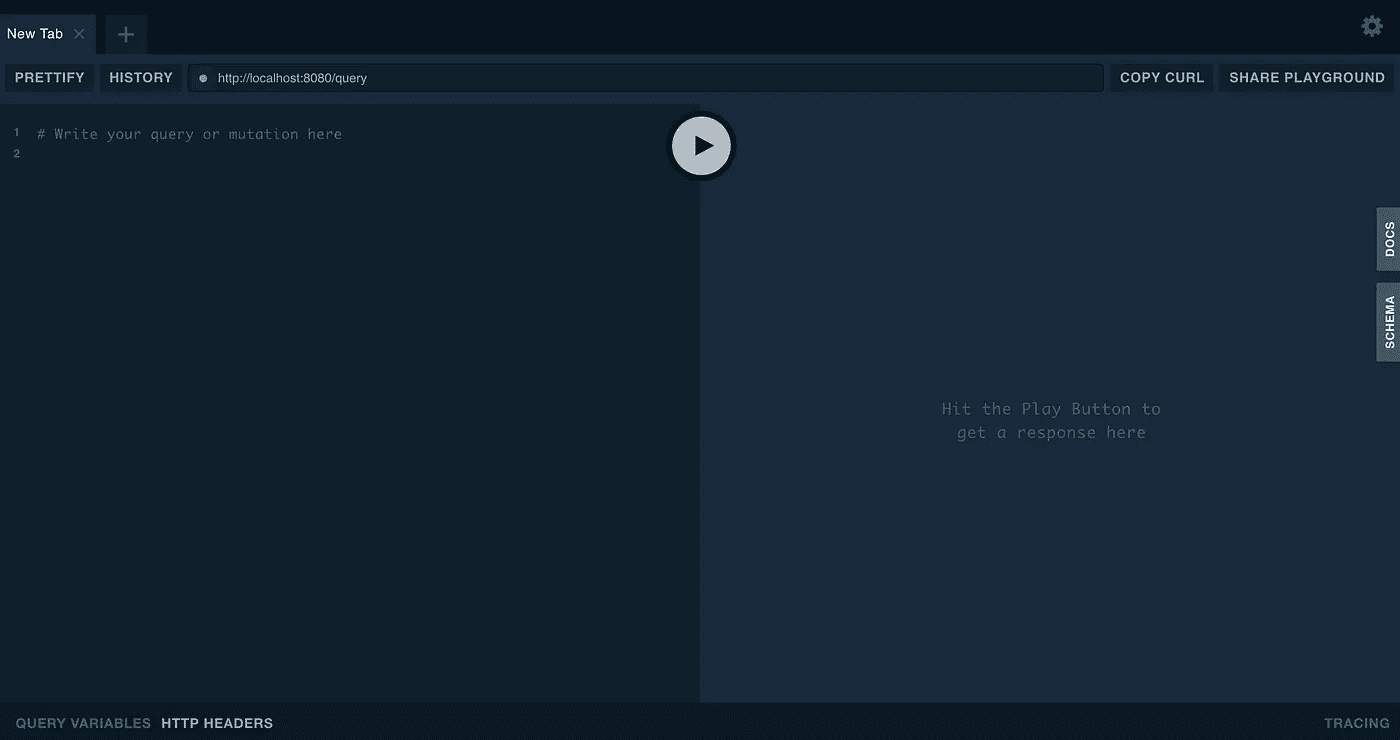 New Tab
PRETTIFY HISTORY http://localhost:8080/query COPY CURL SHARE PLAYGROUND
1 # Write your query or mutation here
2
DOCS
SCHEMA
Hit the Play Button to
get a response here
QUERY VARIABLES HTTP HEADERS TRACING